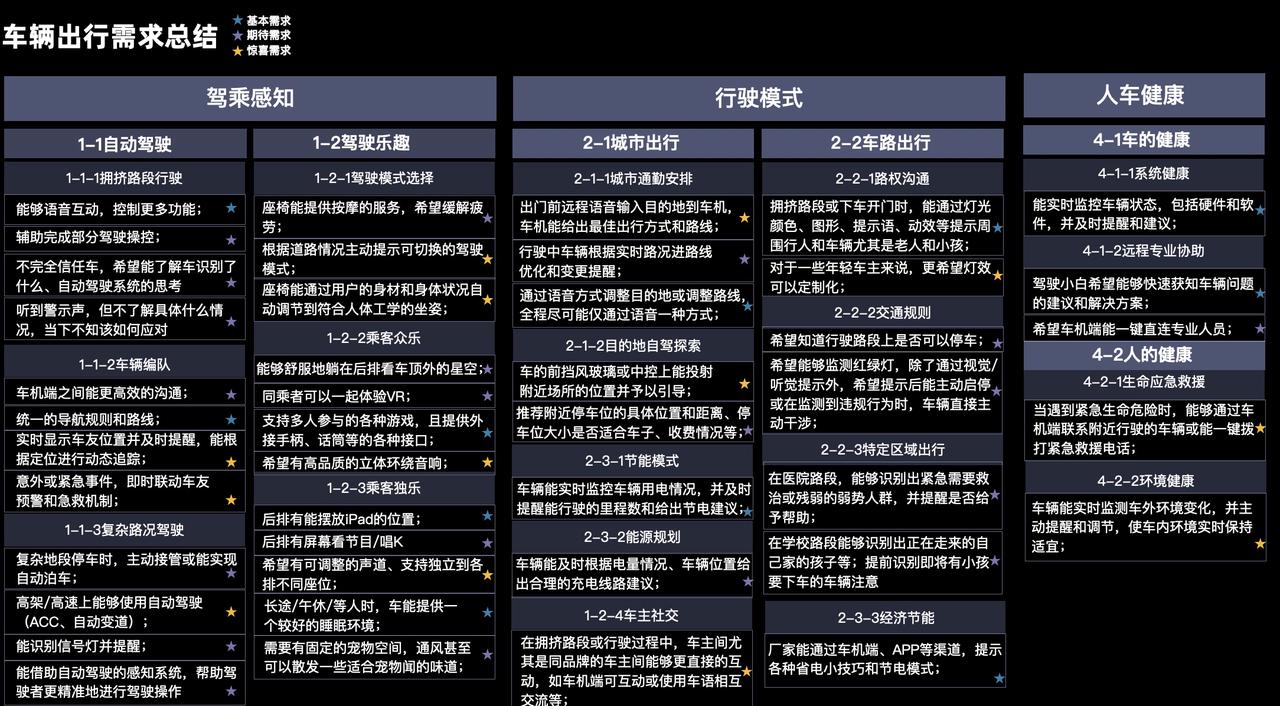 车辆出行需求总结
基本需求
期待需求
惊喜需求
驾乘感知
1-1自动驾驶
1-1-1拥挤路段行驶
能够语音互动，控制更多功能；
辅助完成部分驾驶操控；
不完全信任车，希望能了解车识别了
什么、自动驾驶系统的思考
听到警示声，但不了解具体什么情
况，当下不知该如何应对
1-1-2车辆编队
车机端之间能更高效的沟通；
统一的导航规则和路线；
实时显示车友位置并及时提醒，能根
据定位进行动态追踪；
意外或紧急事件，即时联动车友
预警和急救机制；
1-1-3复杂路况驾驶
复杂地段停车时，主动接管或能实现
自动泊车；
高架/高速上能够使用自动驾驶
（ACC、自动变道）；
能识别信号灯并提醒；
能借助自动驾驶的感知系统，帮助驾
驶者更精准地进行驾驶操作
1-2驾驶乐趣
1-2-1驾驶模式选择
座椅能提供按摩的服务，希望缓解疲
劳；
根据道路情况主动提示可切换的驾驶
模式；
座椅能通过用户的身材和身体状况自
动调节到符合人体工学的坐姿；
1-2-2乘客众乐
能够舒服地躺在后排看车顶外的星空；
同乘者可以一起体验VR；
支持多人参与的各种游戏，且提供外
接手柄、话筒等的各种接口；
希望有高品质的立体环绕音响；
1-2-3乘客独乐
后排有能摆放iPad的位置；
后排有屏幕看节目/唱K
希望有可调整的声道、支持独立到各
排不同座位；
长途/午休/等人时，车能提供一
个较好的睡眠环境；
需要有固定的宠物空间，通风甚至
可以散发一些适合宠物闻的味道；
行驶模式
2-1城市出行
2-1-1城市通勤安排
出门前远程语音输入目的地到车机，
车机能给出最佳出行方式和路线；
行驶中车辆根据实时路况进路线
优化和变更提醒；
通过语音方式调整目的地或调整路线，
全程尽可能仅通过语音一种方式；
2-1-2目的地自驾探索
车的前挡风玻璃或中控上能投射
附近场所的位置并予以引导；
推荐附近停车位的具体位置和距离、停
车位大小是否适合车子、收费情况等；
2-3-1节能模式
车辆能实时监控车辆用电情况，并及时
提醒能行驶的里程数和给出节电建议；
2-3-2能源规划
车辆能及时根据电量情况、车辆位置给
出合理的充电线路建议；
1-2-4车主社交
在拥挤路段或行驶过程中，车主间尤
其是同品牌的车主间能够更直接的互
动，如车机端可互动或使用车语相互
交流等；
2-2车路出行
2-2-1路权沟通
拥挤路段或下车开门时，能通过灯光
颜色、图形、提示语、动效等提示周
围行人和车辆尤其是老人和小孩；
对于一些年轻车主来说，更希望灯效
可以定制化；
2-2-2交通规则
希望知道行驶路段上是否可以停车；
希望能够监测红绿灯，除了通过视觉/
听觉提示外，希望提示后能主动启停
或在监测到违规行为时，车辆直接主
动干涉；
2-2-3特定区域出行
在医院路段，能够识别出紧急需要救
治或残弱的弱势人群，并提醒是否给
予帮助；
在学校路段能够识别出正在走来的自
己家的孩子等；提前识别即将有小孩
要下车的车辆注意
2-3-3经济节能
厂家能通过车机端、APP等渠道，提示
各种省电小技巧和节电模式；
人车健康
4-1车的健康
4-1-1系统健康
能实时监控车辆状态，包括硬件和软
件，并及时提醒和建议；
4-1-2远程专业协助
驾驶小白希望能够快速获知车辆问题
的建议和解决方案；
希望车机端能一键直连专业人员；
4-2人的健康
4-2-1生命应急救援
当遇到紧急生命危险时，能够通过车
机端联系附近行驶的车辆或能一键拨
打紧急救援电话；
4-2-2环境健康
车辆能实时监测车外环境变化，并主
动提醒和调节，使车内环境实时保持
适宜；